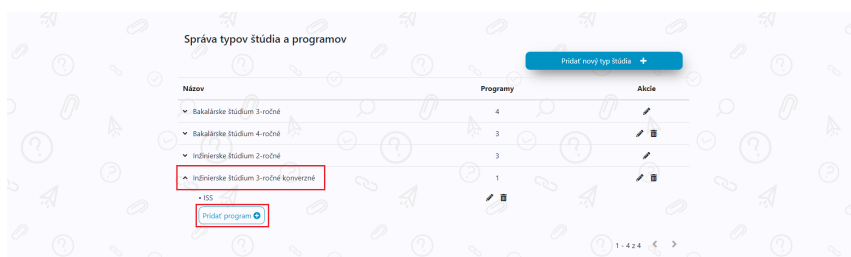 Správa typov štúdia a programov
Pridať nový typ štúdia +
Názov Programy Akcie
Bakalárske štúdium 3-ročné 4
Bakalárske štúdium 4-ročné 3
Inžinierske štúdium 2-ročné 3
Inžinierske štúdium 3-ročné konverzné 1
• ISS
Pridať program
1 - 4 z 4